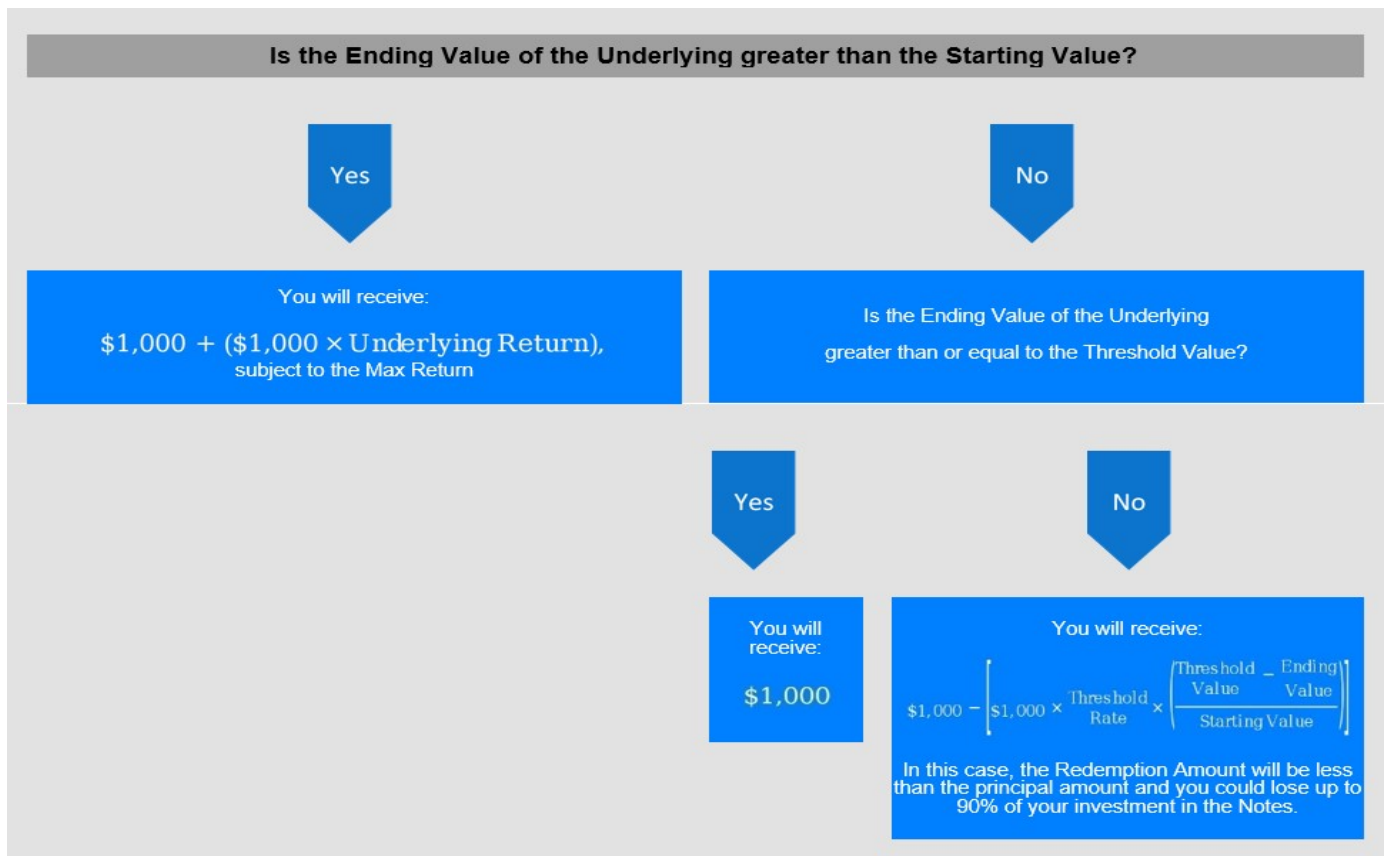 Is the Ending Value of the Underlying greater than the Starting Value?
Yes
No
You will receive:
$1,000 + ($1,000 × Underlying Return),
subject to the Max Return
Is the Ending Value of the Underlying
greater than or equal to the Threshold Value?
Yes
No
You will
receive:
$1,000
You will receive:
$1,000 − [$1,000 × Threshold Rate × ((Threshold Value − Ending Value) / Starting Value)]
In this case, the Redemption Amount will be less
than the principal amount and you could lose up to
90% of your investment in the Notes.